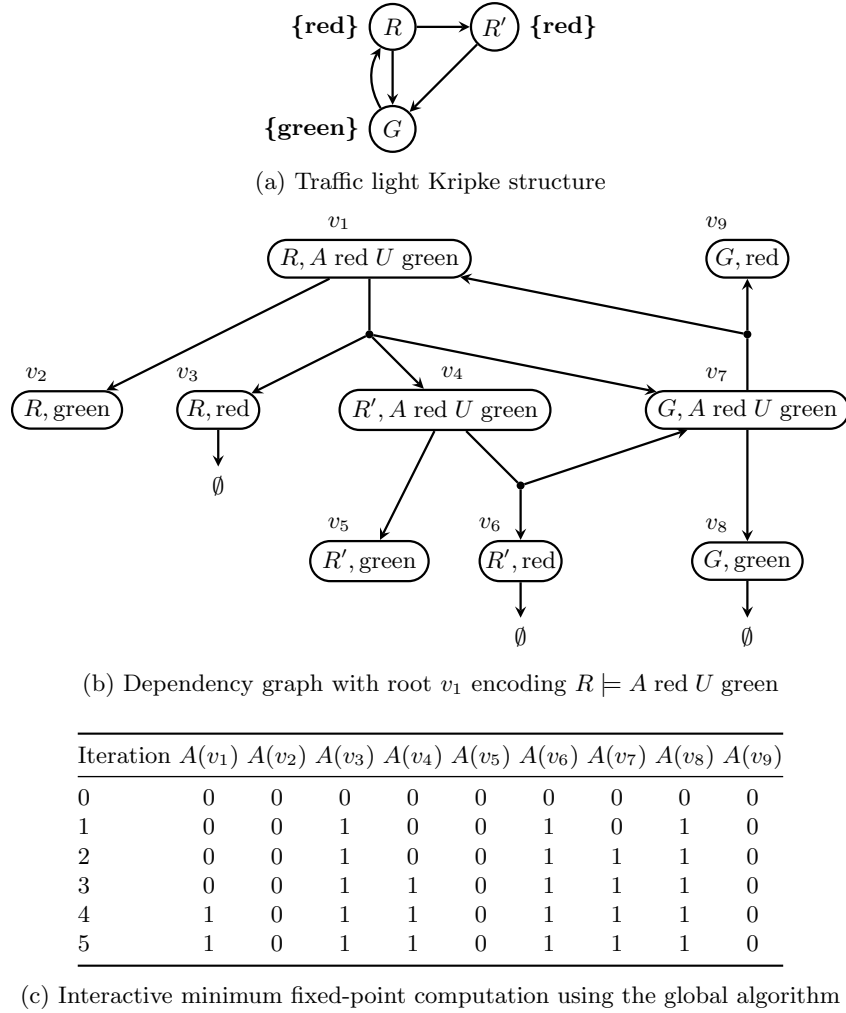 {red} R R′ {red}
{green} G
(a) Traffic light Kripke structure
v1 v9
R, A red U green G, red
v2 v3 v4 v7
R, green R, red R′, A red U green G, A red U green
∅
v5 v6 v8
R′, green R′, red G, green
∅ ∅
(b) Dependency graph with root v1 encoding R ⊨ A red U green
Iteration A(v1) A(v2) A(v3) A(v4) A(v5) A(v6) A(v7) A(v8) A(v9)
0 0 0 0 0 0 0 0 0 0
1 0 0 1 0 0 1 0 1 0
2 0 0 1 0 0 1 1 1 0
3 0 0 1 1 0 1 1 1 0
4 1 0 1 1 0 1 1 1 0
5 1 0 1 1 0 1 1 1 0
(c) Interactive minimum fixed-point computation using the global algorithm